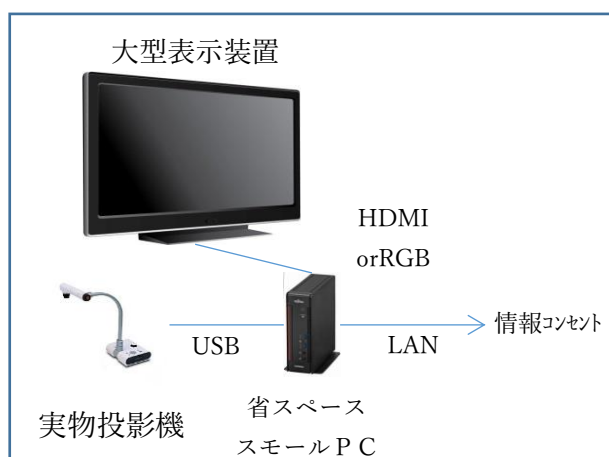 大型表示装置
HDMI
orRGB
USB
LAN
情報コンセント
実物投影機
省スペース
スモールＰＣ